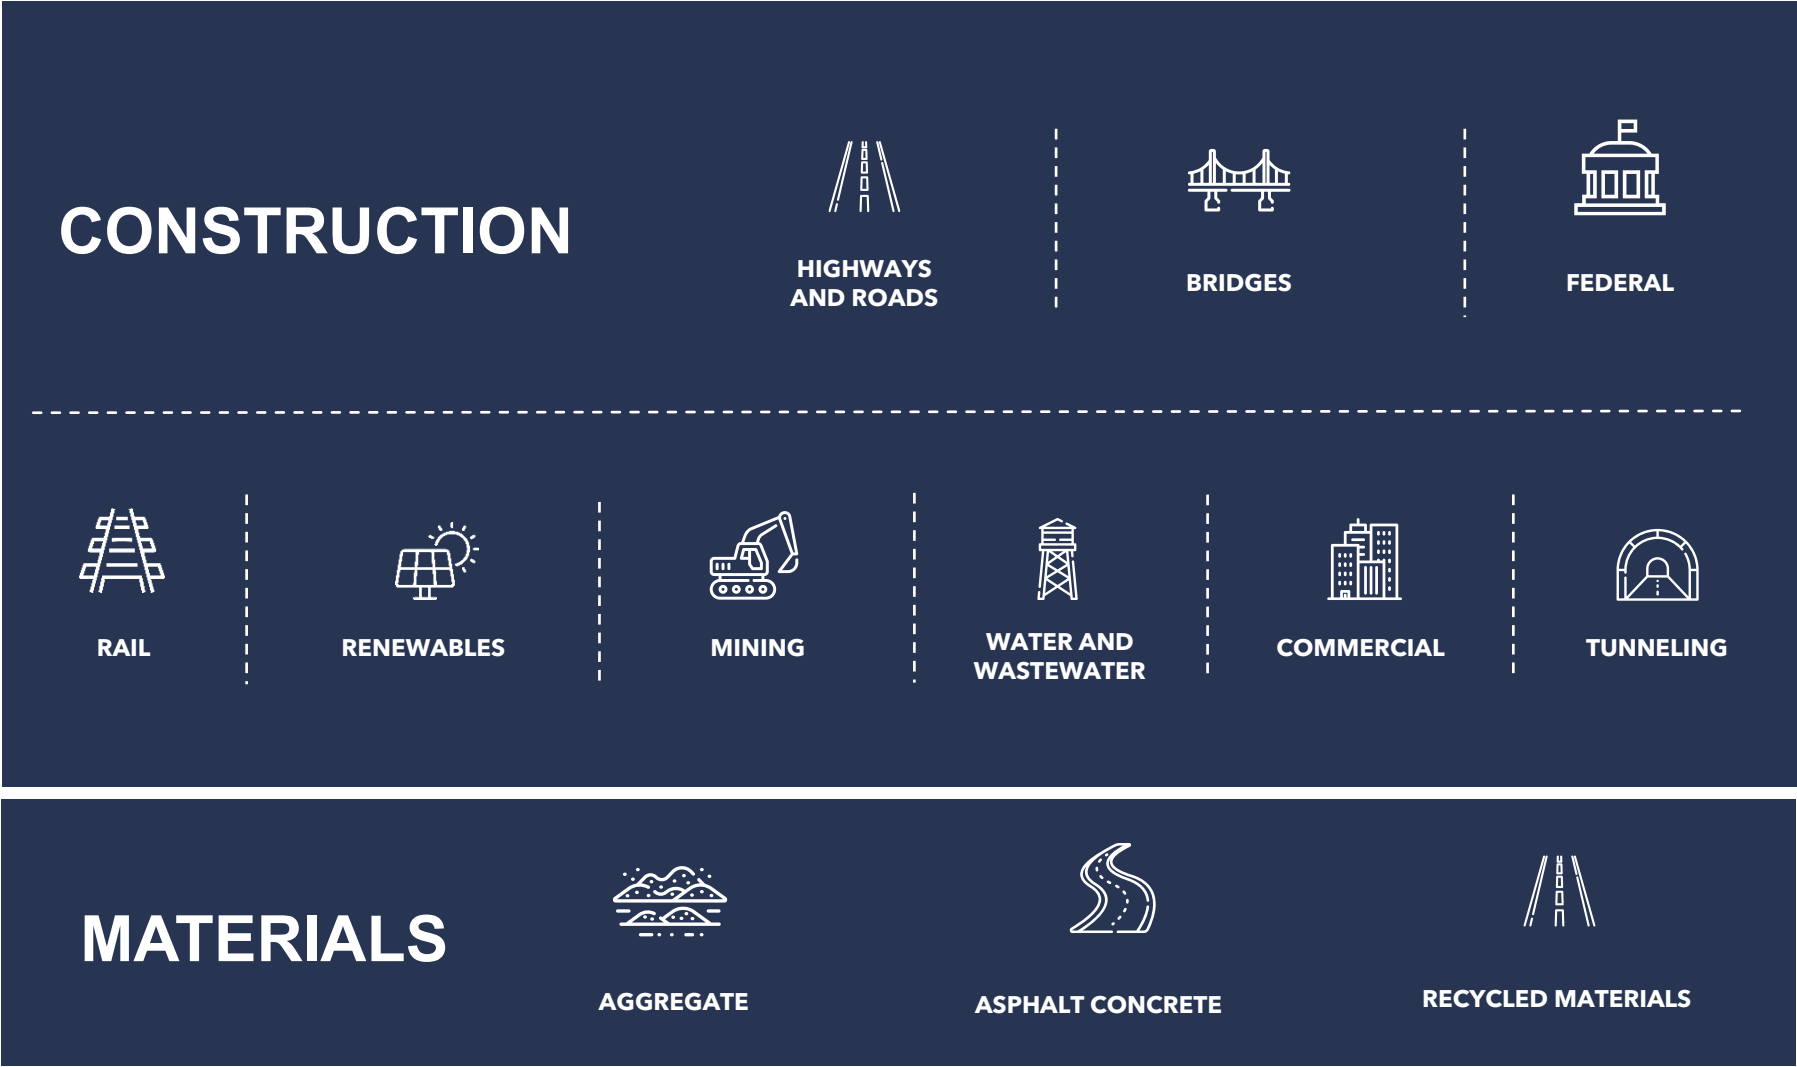 CONSTRUCTION
HIGHWAYS
AND ROADS
BRIDGES
FEDERAL
RAIL
RENEWABLES
MINING
WATER AND
WASTEWATER
COMMERCIAL
TUNNELING
MATERIALS
AGGREGATE
ASPHALT CONCRETE
RECYCLED MATERIALS